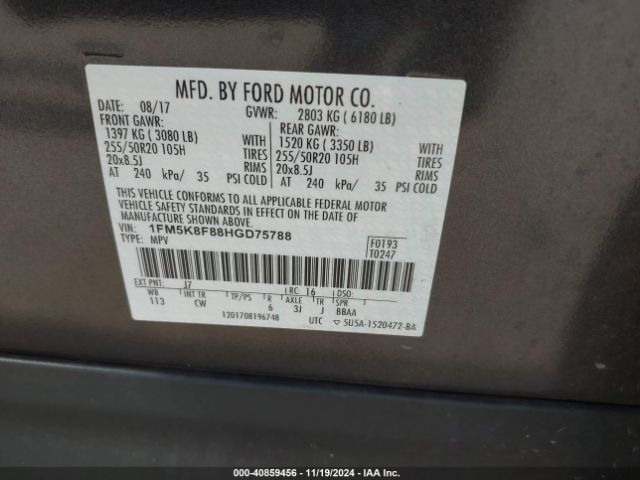 MFD. BY FORD MOTOR CO.
DATE: 08/17 GVWR: 2803 KG ( 6180 LB)
FRONT GAWR: REAR GAWR:
1397 KG ( 3080 LB) WITH 1520 KG ( 3350 LB) WITH
255/50R20 105H TIRES 255/50R20 105H TIRES
20x8.5J RIMS 20x8.5J RIMS
AT 240 kPa/ 35 PSI COLD AT 240 kPa/ 35 PSI COLD
THIS VEHICLE CONFORMS TO ALL APPLICABLE FEDERAL MOTOR
VEHICLE SAFETY STANDARDS IN EFFECT ON THE DATE OF
MANUFACTURE SHOWN ABOVE.
VIN: 1FM5K8F88HGD75788 F0193
TYPE: MPV T0247
EXT PNT: J7 RC: 16 DSO:
WB INT TR TP/PS R AXLE TR SPR
113 CW 6 3J J BBAA
1201708196748 UTC ▽ 5U5A-1520472-BA
© IAA Holdings, LLC
(Stock) 40859456 - 11/19/2024 - IAAI.COM